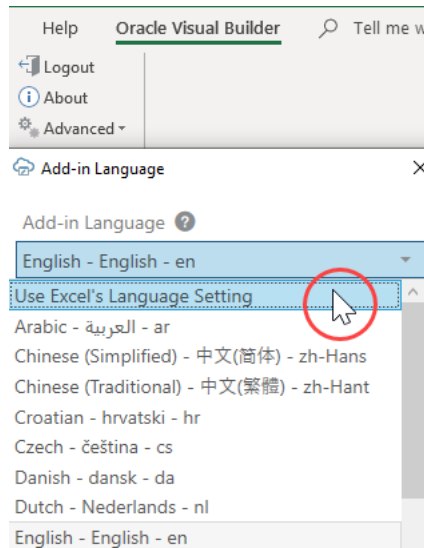 Help Oracle Visual Builder Tell me w
Logout
About
Advanced
Add-in Language
Add-in Language ?
English - English - en
Use Excel's Language Setting
Arabic - العربية - ar
Chinese (Simplified) - 中文(简体) - zh-Hans
Chinese (Traditional) - 中文(繁體) - zh-Hant
Croatian - hrvatski - hr
Czech - čeština - cs
Danish - dansk - da
Dutch - Nederlands - nl
English - English - en